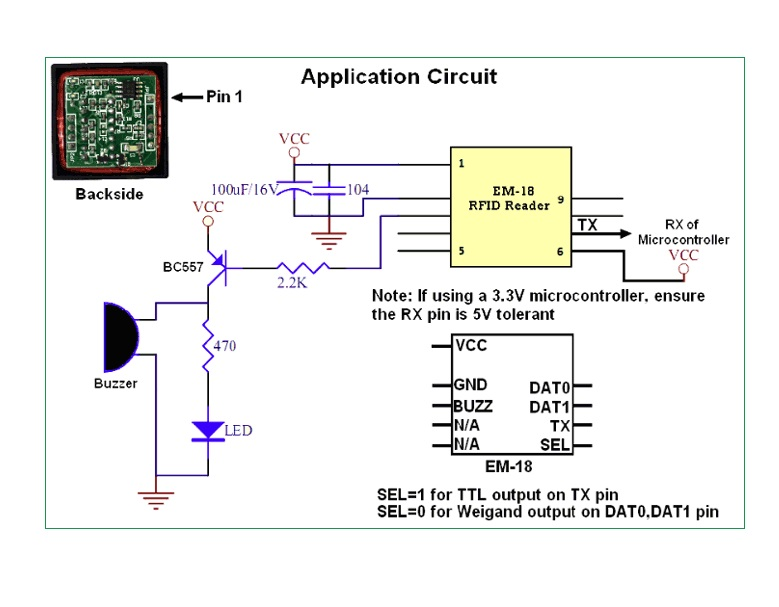 Application Circuit
Pin 1
Backside
VCC
100uF/16V
104
VCC
BC557
2.2K
470
LED
Buzzer
1
EM-18
RFID Reader
9
5
6
TX
RX of
Microcontroller
VCC
Note: If using a 3.3V microcontroller, ensure
the RX pin is 5V tolerant
VCC
GND
DAT0
BUZZ
DAT1
N/A
TX
N/A
SEL
EM-18
SEL=1 for TTL output on TX pin
SEL=0 for Weigand output on DAT0,DAT1 pin